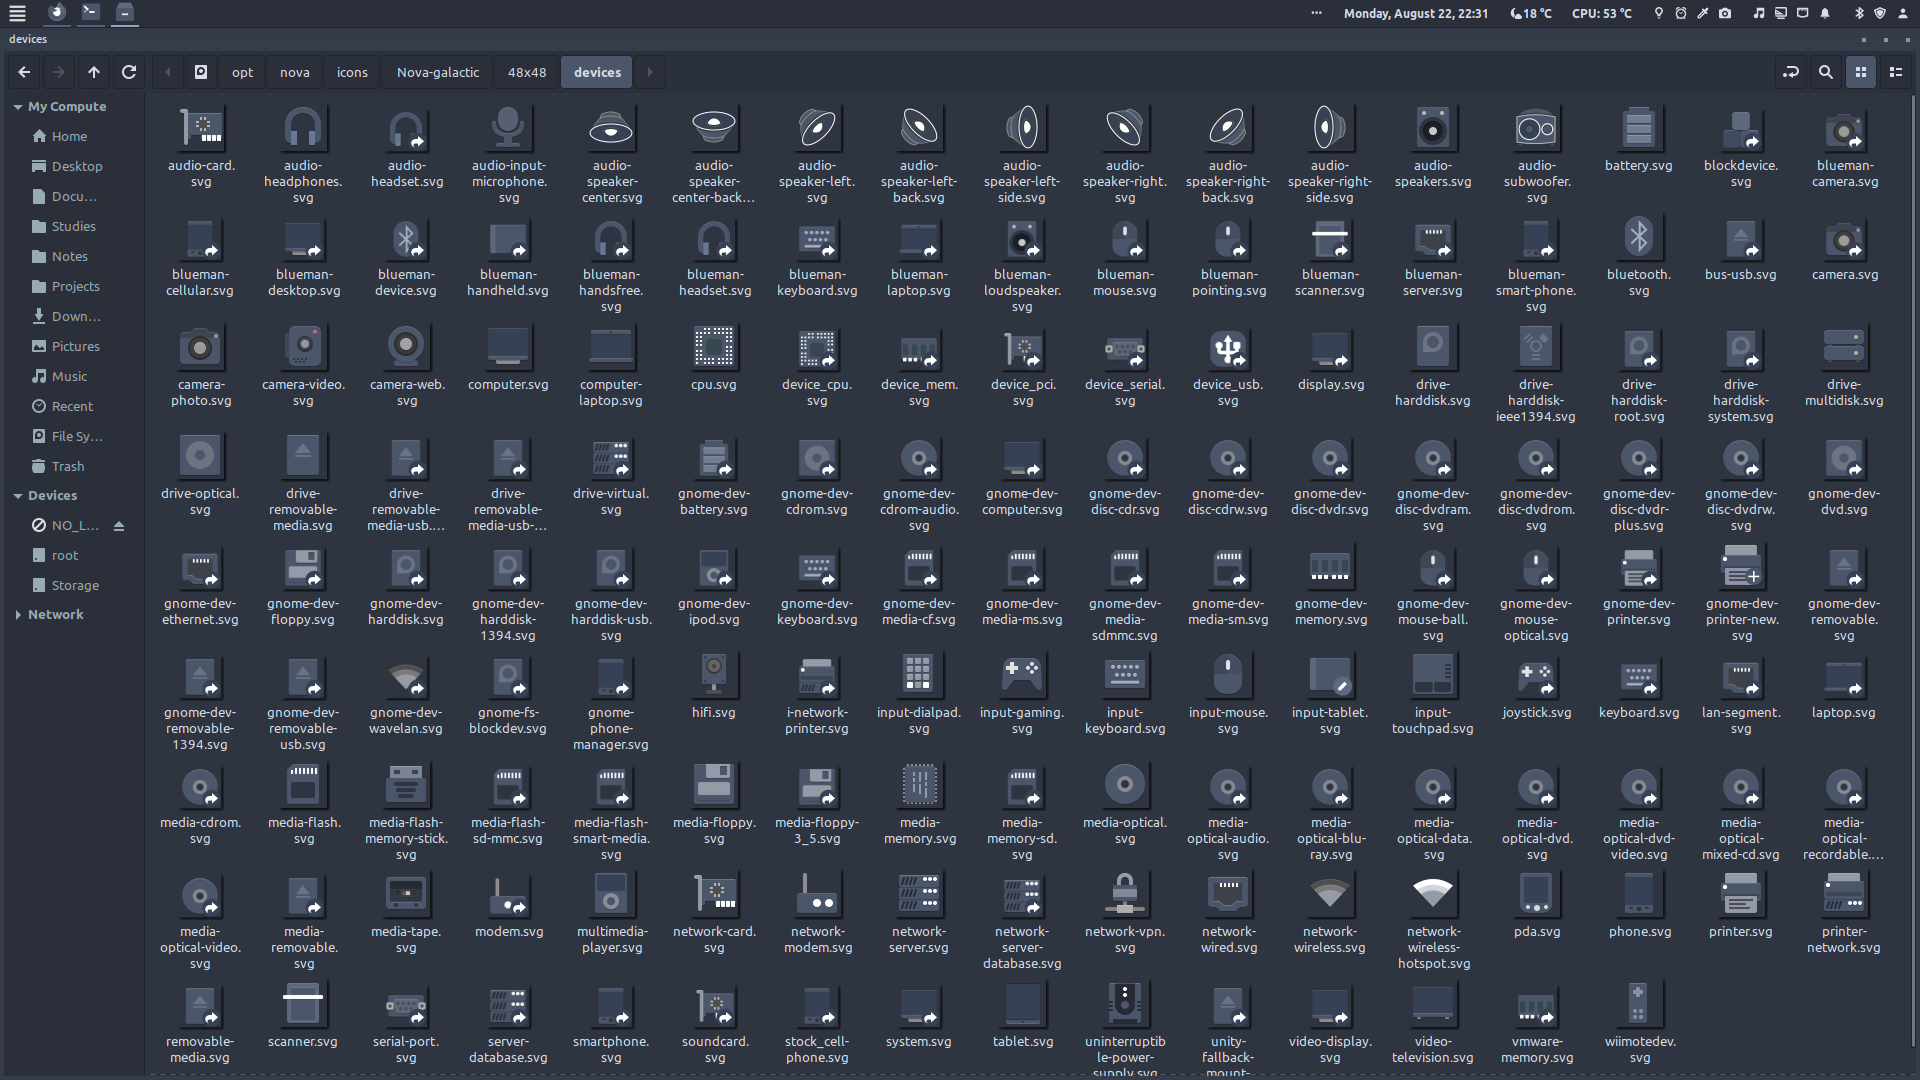 Monday, August 22, 22:31
18 °C
CPU: 53 °C
devices
opt
nova
icons
Nova-galactic
48x48
devices
My Compute
Home
Desktop
Docu...
Studies
Notes
Projects
Down...
Pictures
Music
Recent
File Sy...
Trash
Devices
NO_L...
root
Storage
Network
audio-card.
svg
audio-
headphones.
svg
audio-
headset.svg
audio-input-
microphone.
svg
audio-
speaker-
center.svg
audio-
speaker-
center-back...
audio-
speaker-left.
svg
audio-
speaker-left-
back.svg
audio-
speaker-left-
side.svg
audio-
speaker-right.
svg
audio-
speaker-right-
back.svg
audio-
speaker-right-
side.svg
audio-
speakers.svg
audio-
subwoofer.
svg
battery.svg
blockdevice.
svg
blueman-
camera.svg
blueman-
cellular.svg
blueman-
desktop.svg
blueman-
device.svg
blueman-
handheld.svg
blueman-
handsfree.
svg
blueman-
headset.svg
blueman-
keyboard.svg
blueman-
laptop.svg
blueman-
loudspeaker.
svg
blueman-
mouse.svg
blueman-
pointing.svg
blueman-
scanner.svg
blueman-
server.svg
blueman-
smart-phone.
svg
bluetooth.
svg
bus-usb.svg
camera.svg
camera-
photo.svg
camera-video.
svg
camera-web.
svg
computer.svg
computer-
laptop.svg
cpu.svg
device_cpu.
svg
device_mem.
svg
device_pci.
svg
device_serial.
svg
device_usb.
svg
display.svg
drive-
harddisk.svg
drive-
harddisk-
ieee1394.svg
drive-
harddisk-
root.svg
drive-
harddisk-
system.svg
drive-
multidisk.svg
drive-optical.
svg
drive-
removable-
media.svg
drive-
removable-
media-usb....
drive-
removable-
media-usb-...
drive-virtual.
svg
gnome-dev-
battery.svg
gnome-dev-
cdrom.svg
gnome-dev-
cdrom-audio.
svg
gnome-dev-
computer.svg
gnome-dev-
disc-cdr.svg
gnome-dev-
disc-cdrw.svg
gnome-dev-
disc-dvdr.svg
gnome-dev-
disc-dvdram.
svg
gnome-dev-
disc-dvdrom.
svg
gnome-dev-
disc-dvdr-
plus.svg
gnome-dev-
disc-dvdrw.
svg
gnome-dev-
dvd.svg
gnome-dev-
ethernet.svg
gnome-dev-
floppy.svg
gnome-dev-
harddisk.svg
gnome-dev-
harddisk-
1394.svg
gnome-dev-
harddisk-usb.
svg
gnome-dev-
ipod.svg
gnome-dev-
keyboard.svg
gnome-dev-
media-cf.svg
gnome-dev-
media-ms.svg
gnome-dev-
media-
sdmmc.svg
gnome-dev-
media-sm.svg
gnome-dev-
memory.svg
gnome-dev-
mouse-ball.
svg
gnome-dev-
mouse-
optical.svg
gnome-dev-
printer.svg
gnome-dev-
printer-new.
svg
gnome-dev-
removable.
svg
gnome-dev-
removable-
1394.svg
gnome-dev-
removable-
usb.svg
gnome-dev-
wavelan.svg
gnome-fs-
blockdev.svg
gnome-
phone-
manager.svg
hifi.svg
i-network-
printer.svg
input-dialpad.
svg
input-gaming.
svg
input-
keyboard.svg
input-mouse.
svg
input-tablet.
svg
input-
touchpad.svg
joystick.svg
keyboard.svg
lan-segment.
svg
laptop.svg
media-cdrom.
svg
media-flash.
svg
media-flash-
memory-stick.
svg
media-flash-
sd-mmc.svg
media-flash-
smart-media.
svg
media-floppy.
svg
media-floppy-
3_5.svg
media-
memory.svg
media-
memory-sd.
svg
media-optical.
svg
media-
optical-audio.
svg
media-
optical-blu-
ray.svg
media-
optical-data.
svg
media-
optical-dvd.
svg
media-
optical-dvd-
video.svg
media-
optical-
mixed-cd.svg
media-
optical-
recordable....
media-
optical-video.
svg
media-
removable.
svg
media-tape.
svg
modem.svg
multimedia-
player.svg
network-card.
svg
network-
modem.svg
network-
server.svg
network-
server-
database.svg
network-vpn.
svg
network-
wired.svg
network-
wireless.svg
network-
wireless-
hotspot.svg
pda.svg
phone.svg
printer.svg
printer-
network.svg
removable-
media.svg
scanner.svg
serial-port.
svg
server-
database.svg
smartphone.
svg
soundcard.
svg
stock_cell-
phone.svg
system.svg
tablet.svg
uninterruptib
le-power-
supply.svg
unity-
fallback-
mount-
video-display.
svg
video-
television.svg
vmware-
memory.svg
wiimotedev.
svg